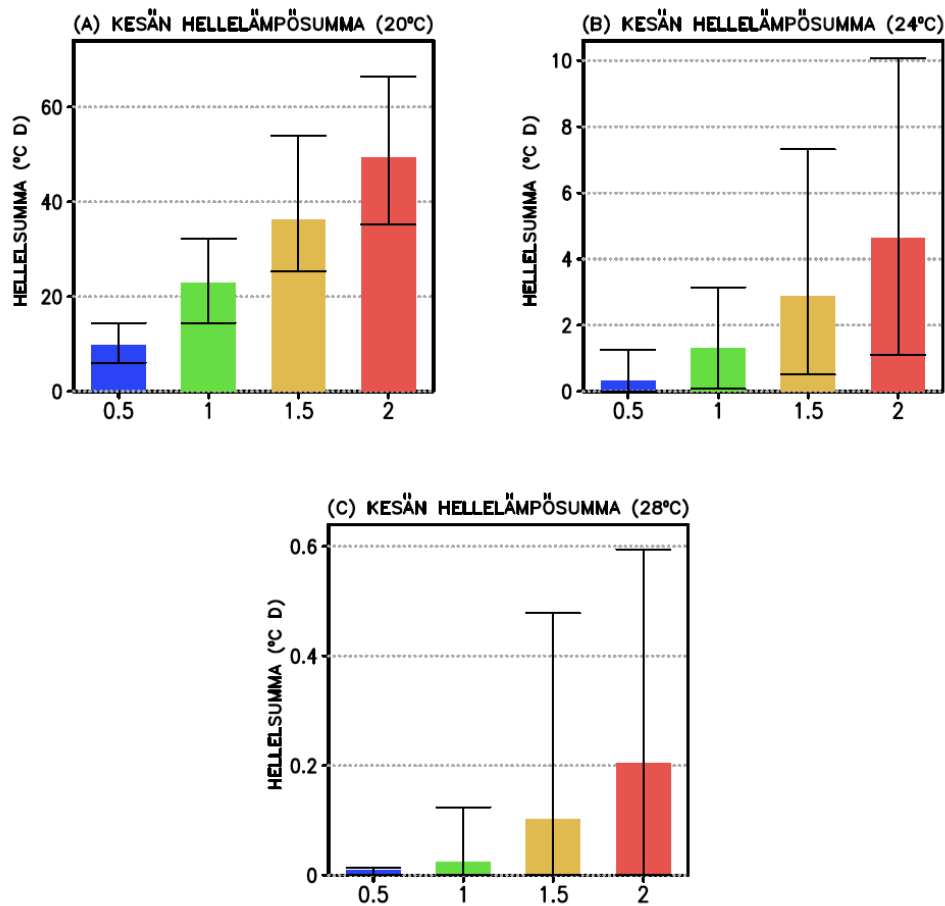 (A) KESÄN HELLELÄMPÖSUMMA (20°C)
HELLELSUMMA (°C D)
60
40
20
0
0.5 1 1.5 2
(B) KESÄN HELLELÄMPÖSUMMA (24°C)
HELLELSUMMA (°C D)
10
8
6
4
2
0
0.5 1 1.5 2
(C) KESÄN HELLELÄMPÖSUMMA (28°C)
HELLELSUMMA (°C D)
0.6
0.4
0.2
0
0.5 1 1.5 2